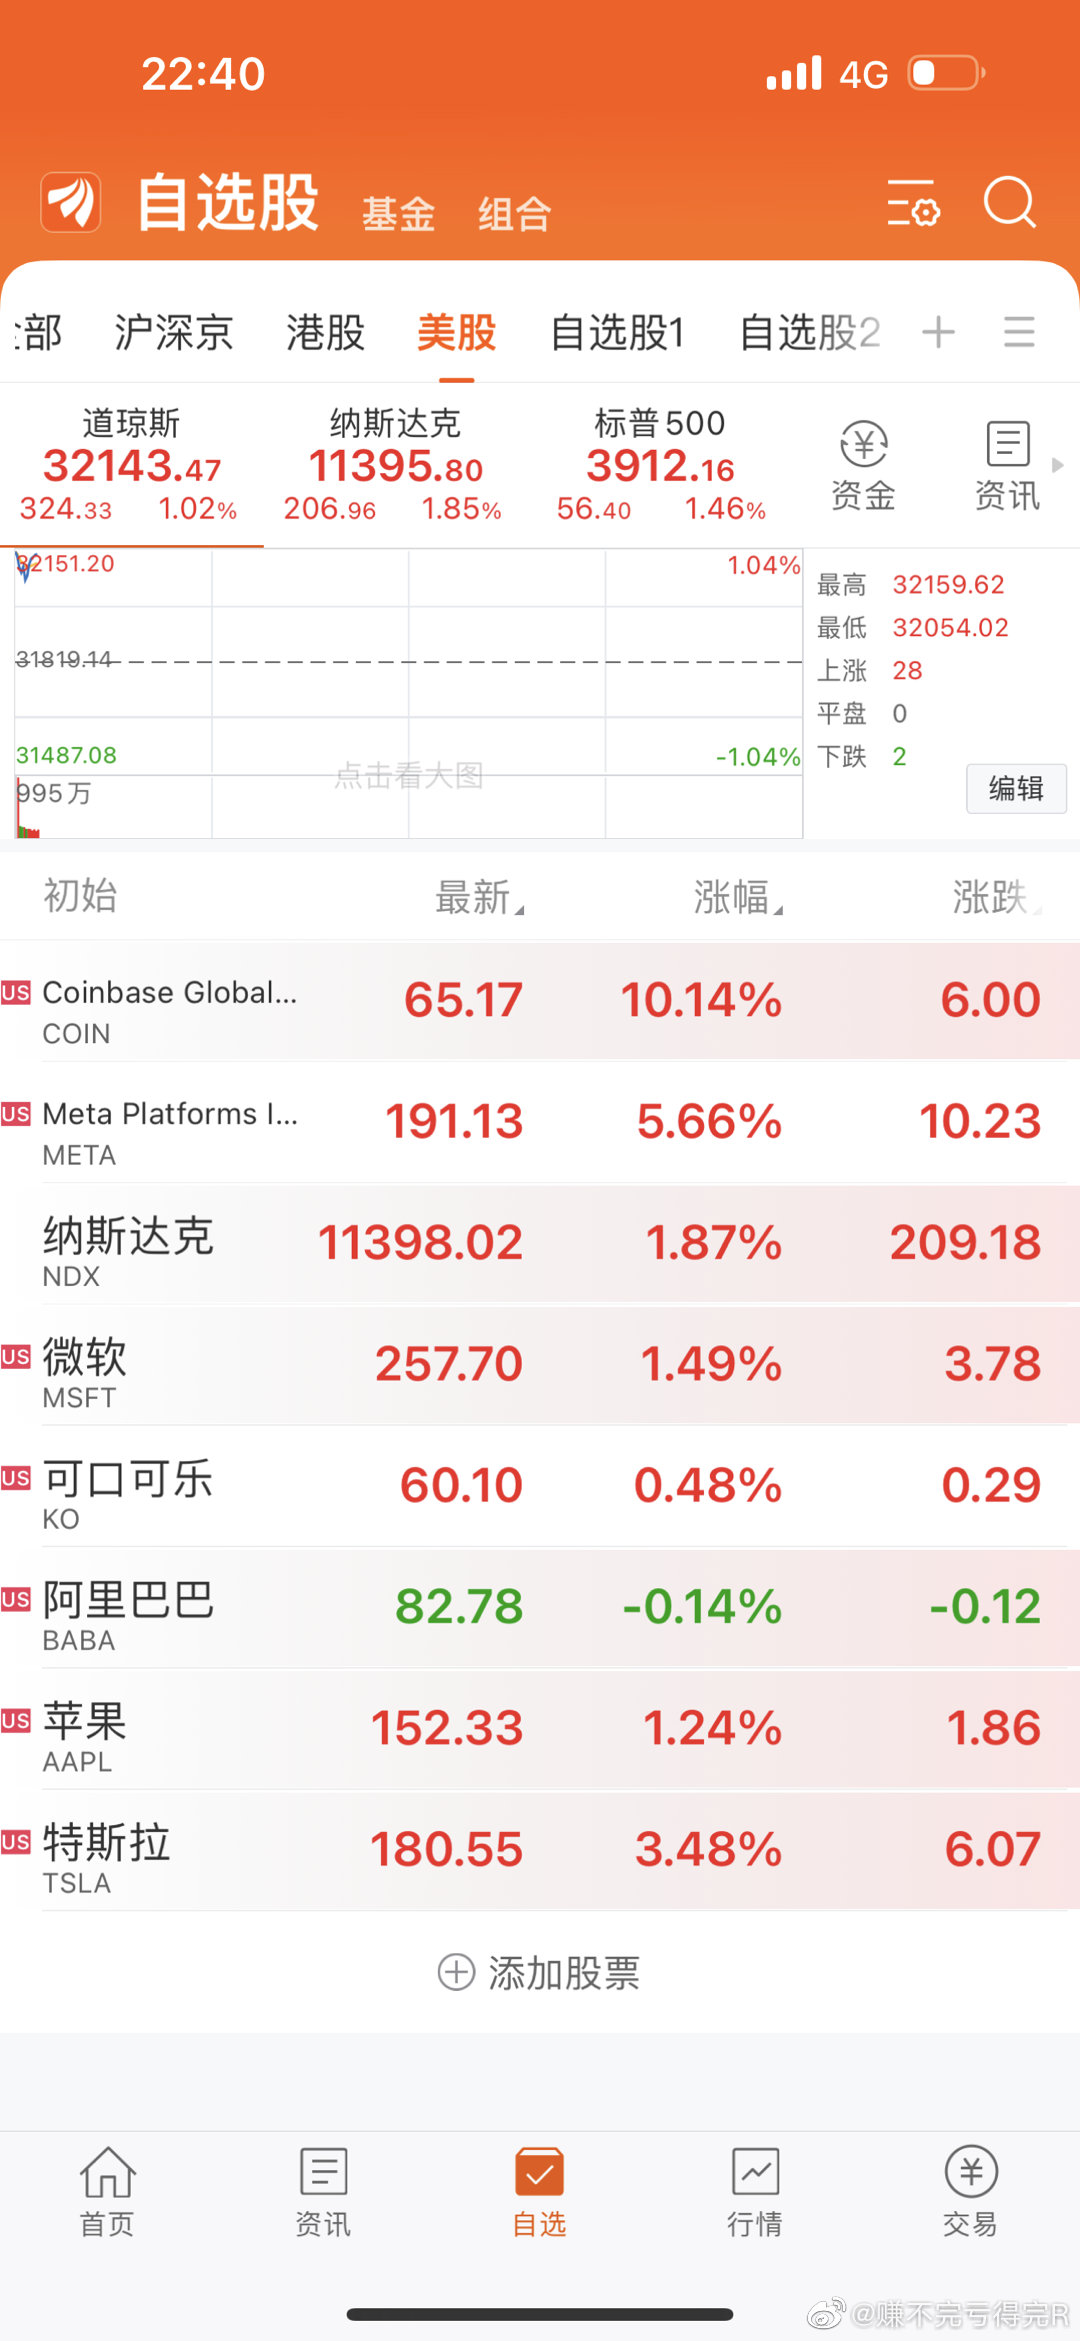 22:40 4G
自选股 基金 组合
部 沪深京 港股 美股 自选股1 自选股2
道琼斯 纳斯达克 标普500
32143.47 11395.80 3912.16
324.33 1.02% 206.96 1.85% 56.40 1.46%
资金 资讯
32151.20 1.04%
31819.14
31487.08 -1.04%
点击看大图
995万
最高 32159.62
最低 32054.02
上涨 28
平盘 0
下跌 2
编辑
初始 最新 涨幅 涨跌
US Coinbase Global... 65.17 10.14% 6.00
COIN
US Meta Platforms I... 191.13 5.66% 10.23
META
纳斯达克 11398.02 1.87% 209.18
NDX
US 微软 257.70 1.49% 3.78
MSFT
US 可口可乐 60.10 0.48% 0.29
KO
US 阿里巴巴 82.78 -0.14% -0.12
BABA
US 苹果 152.33 1.24% 1.86
AAPL
US 特斯拉 180.55 3.48% 6.07
TSLA
添加股票
首页 资讯 自选 行情 交易
@赚不完亏得完R